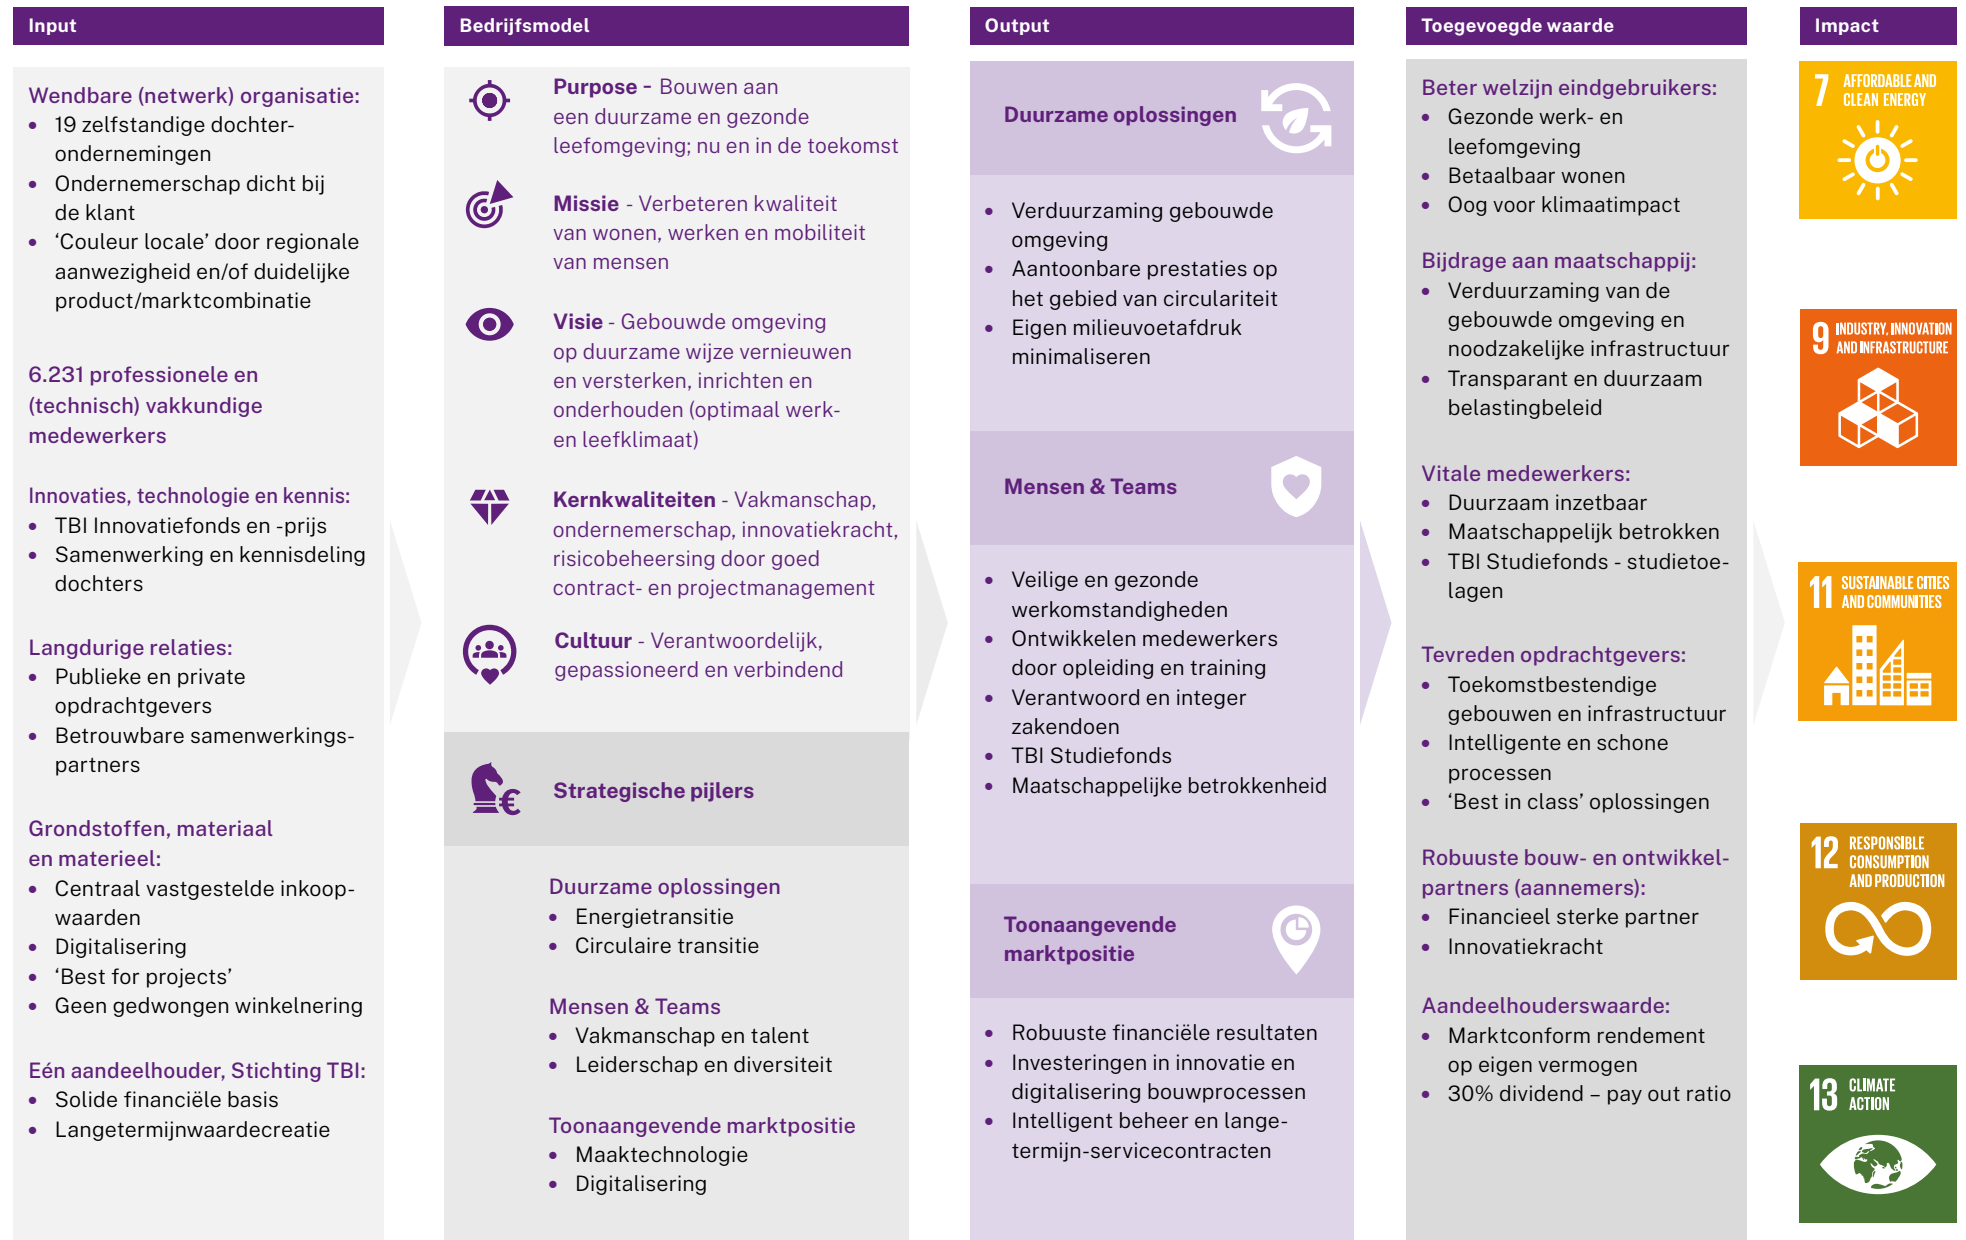 Input
Wendbare (netwerk) organisatie:
• 19 zelfstandige dochter-
ondernemingen
• Ondernemerschap dicht bij
de klant
• ‘Couleur locale’ door regionale
aanwezigheid en/of duidelijke
product/marktcombinatie
6.231 professionele en
(technisch) vakkundige
medewerkers
Innovaties, technologie en kennis:
• TBI Innovatiefonds en -prijs
• Samenwerking en kennisdeling
dochters
Langdurige relaties:
• Publieke en private
opdrachtgevers
• Betrouwbare samenwerkings-
partners
Grondstoffen, materiaal
en materieel:
• Centraal vastgestelde inkoop-
waarden
• Digitalisering
• ‘Best for projects’
• Geen gedwongen winkelnering
Eén aandeelhouder, Stichting TBI:
• Solide financiële basis
• Langetermijnwaardecreatie
Bedrijfsmodel
Purpose - Bouwen aan
een duurzame en gezonde
leefomgeving; nu en in de toekomst
Missie - Verbeteren kwaliteit
van wonen, werken en mobiliteit
van mensen
Visie - Gebouwde omgeving
op duurzame wijze vernieuwen
en versterken, inrichten en
onderhouden (optimaal werk-
en leefklimaat)
Kernkwaliteiten - Vakmanschap,
ondernemerschap, innovatiekracht,
risicobeheersing door goed
contract- en projectmanagement
Cultuur - Verantwoordelijk,
gepassioneerd en verbindend
€
Strategische pijlers
Duurzame oplossingen
• Energietransitie
• Circulaire transitie
Mensen & Teams
• Vakmanschap en talent
• Leiderschap en diversiteit
Toonaangevende marktpositie
• Maaktechnologie
• Digitalisering
Output
Duurzame oplossingen
• Verduurzaming gebouwde
omgeving
• Aantoonbare prestaties op
het gebied van circulariteit
• Eigen milieuvoetafdruk
minimaliseren
Mensen & Teams
• Veilige en gezonde
werkomstandigheden
• Ontwikkelen medewerkers
door opleiding en training
• Verantwoord en integer
zakendoen
• TBI Studiefonds
• Maatschappelijke betrokkenheid
Toonaangevende
marktpositie
• Robuuste financiële resultaten
• Investeringen in innovatie en
digitalisering bouwprocessen
• Intelligent beheer en lange-
termijn-servicecontracten
Toegevoegde waarde
Beter welzijn eindgebruikers:
• Gezonde werk- en
leefomgeving
• Betaalbaar wonen
• Oog voor klimaatimpact
Bijdrage aan maatschappij:
• Verduurzaming van de
gebouwde omgeving en
noodzakelijke infrastructuur
• Transparant en duurzaam
belastingbeleid
Vitale medewerkers:
• Duurzaam inzetbaar
• Maatschappelijk betrokken
• TBI Studiefonds - studietoe-
lagen
Tevreden opdrachtgevers:
• Toekomstbestendige
gebouwen en infrastructuur
• Intelligente en schone
processen
• ‘Best in class’ oplossingen
Robuuste bouw- en ontwikkel-
partners (aannemers):
• Financieel sterke partner
• Innovatiekracht
Aandeelhouderswaarde:
• Marktconform rendement
op eigen vermogen
• 30% dividend – pay out ratio
Impact
7 AFFORDABLE AND
CLEAN ENERGY
9 INDUSTRY, INNOVATION
AND INFRASTRUCTURE
11 SUSTAINABLE CITIES
AND COMMUNITIES
12 RESPONSIBLE
CONSUMPTION
AND PRODUCTION
13 CLIMATE
ACTION